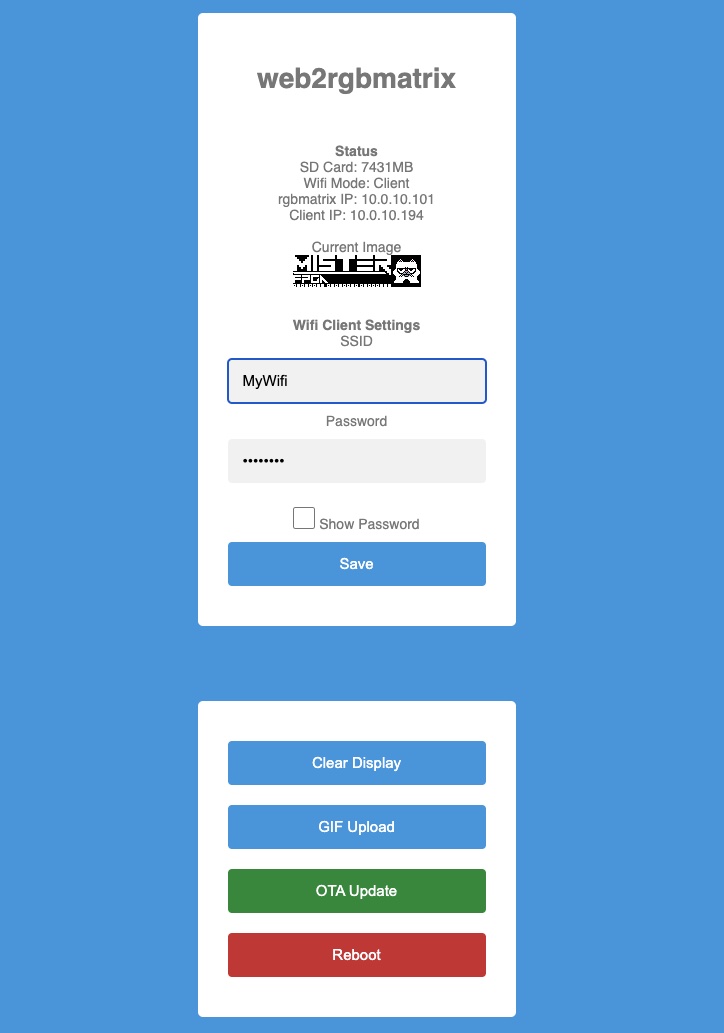 web2rgbmatrix
Status
SD Card: 7431MB
Wifi Mode: Client
rgbmatrix IP: 10.0.10.101
Client IP: 10.0.10.194
Current Image
MISTER
FPGA
Wifi Client Settings
SSID
MyWifi
Password
••••••••
Show Password
Save
Clear Display
GIF Upload
OTA Update
Reboot